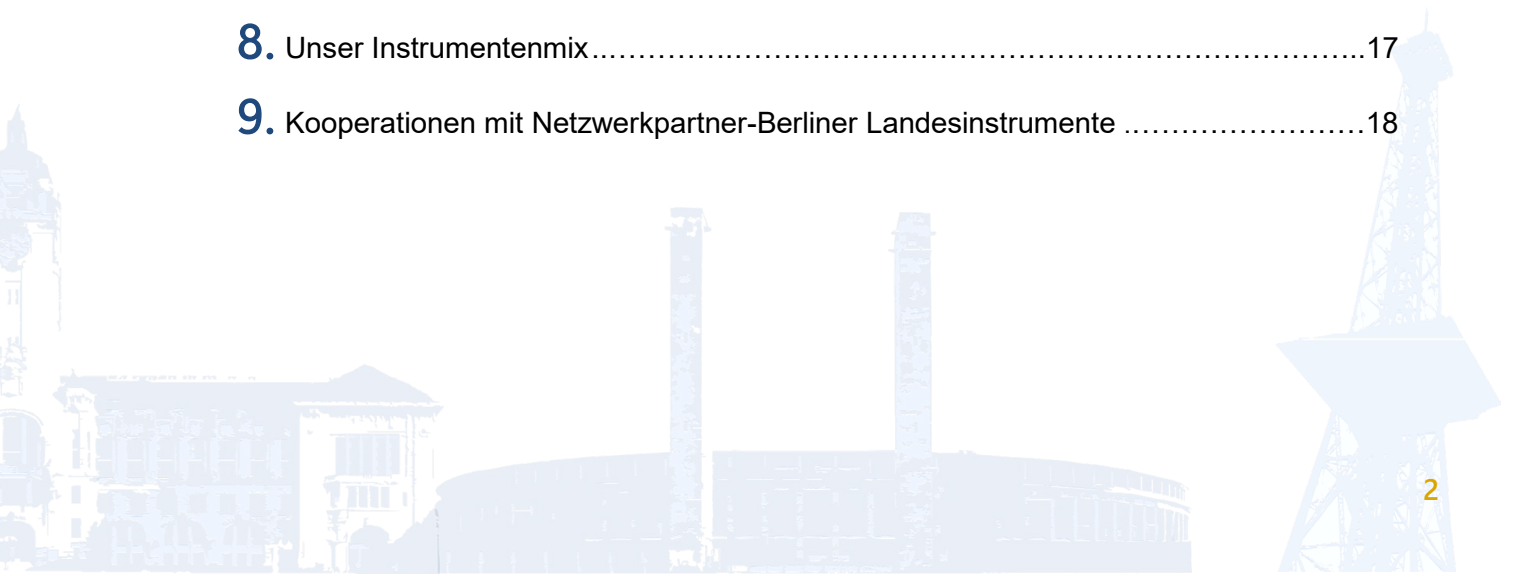 8. Unser Instrumentenmix..………….…………………………………………………………………..17
9. Kooperationen mit Netzwerkpartner-Berliner Landesinstrumente ……………………18
2